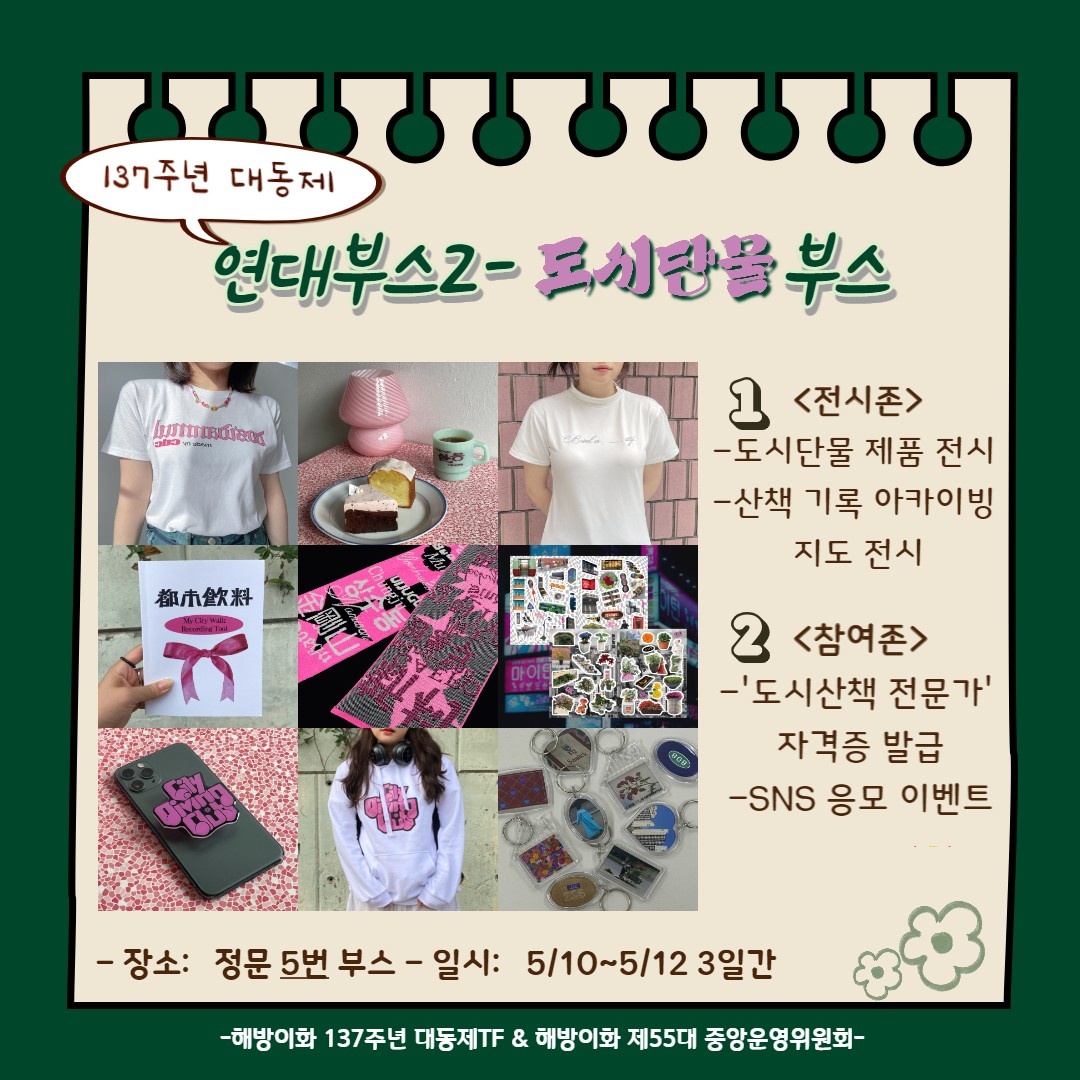 137주년 대동제
연대부스2- 도시단물 부스
1 <전시존>
-도시단물 제품 전시
-산책 기록 아카이빙
지도 전시
2 <참여존>
-'도시산책 전문가'
자격증 발급
-SNS 응모 이벤트
都市飲料
My City Waltz
Recording Tool
City
Diving
Club
- 장소: 정문 5번 부스 - 일시: 5/10~5/12 3일간
-해방이화 137주년 대동제TF & 해방이화 제55대 중앙운영위원회-